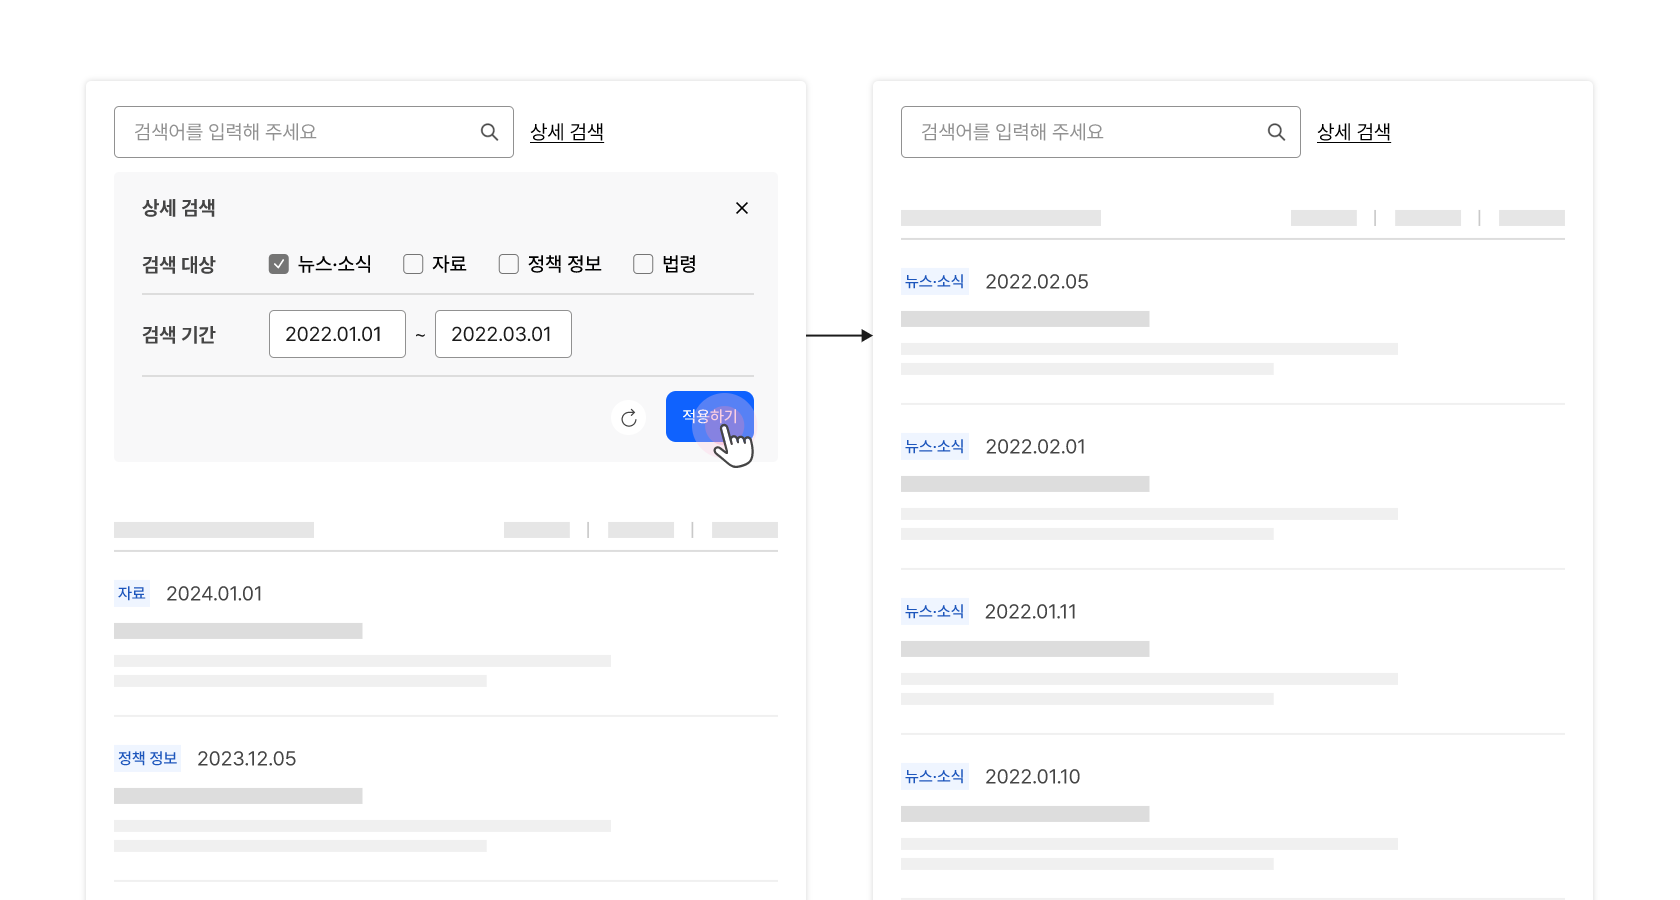 검색어를 입력해 주세요
상세 검색
상세 검색
검색 대상 뉴스·소식 자료 정책 정보 법령
검색 기간 2022.01.01 ~ 2022.03.01
적용하기
자료 2024.01.01
정책 정보 2023.12.05
검색어를 입력해 주세요
상세 검색
뉴스·소식 2022.02.05
뉴스·소식 2022.02.01
뉴스·소식 2022.01.11
뉴스·소식 2022.01.10